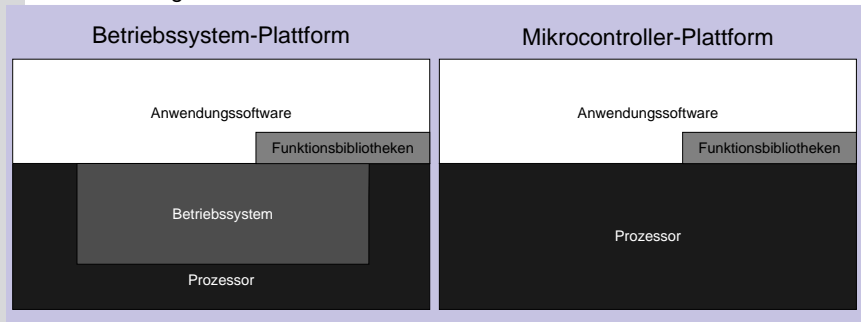 Betriebssystem-Plattform
Anwendungssoftware
Funktionsbibliotheken
Betriebssystem
Prozessor
Mikrocontroller-Plattform
Anwendungssoftware
Funktionsbibliotheken
Prozessor